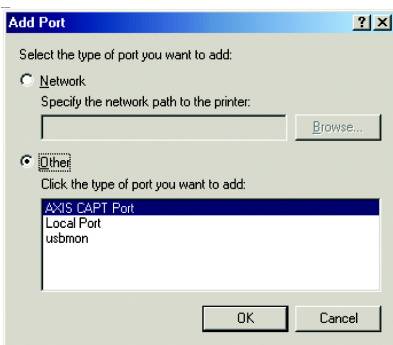 Add Port
Select the type of port you want to add:
Network
Specify the network path to the printer:
Browse...
Other
Click the type of port you want to add:
AXIS CAPT Port
Local Port
usbmon
OK Cancel